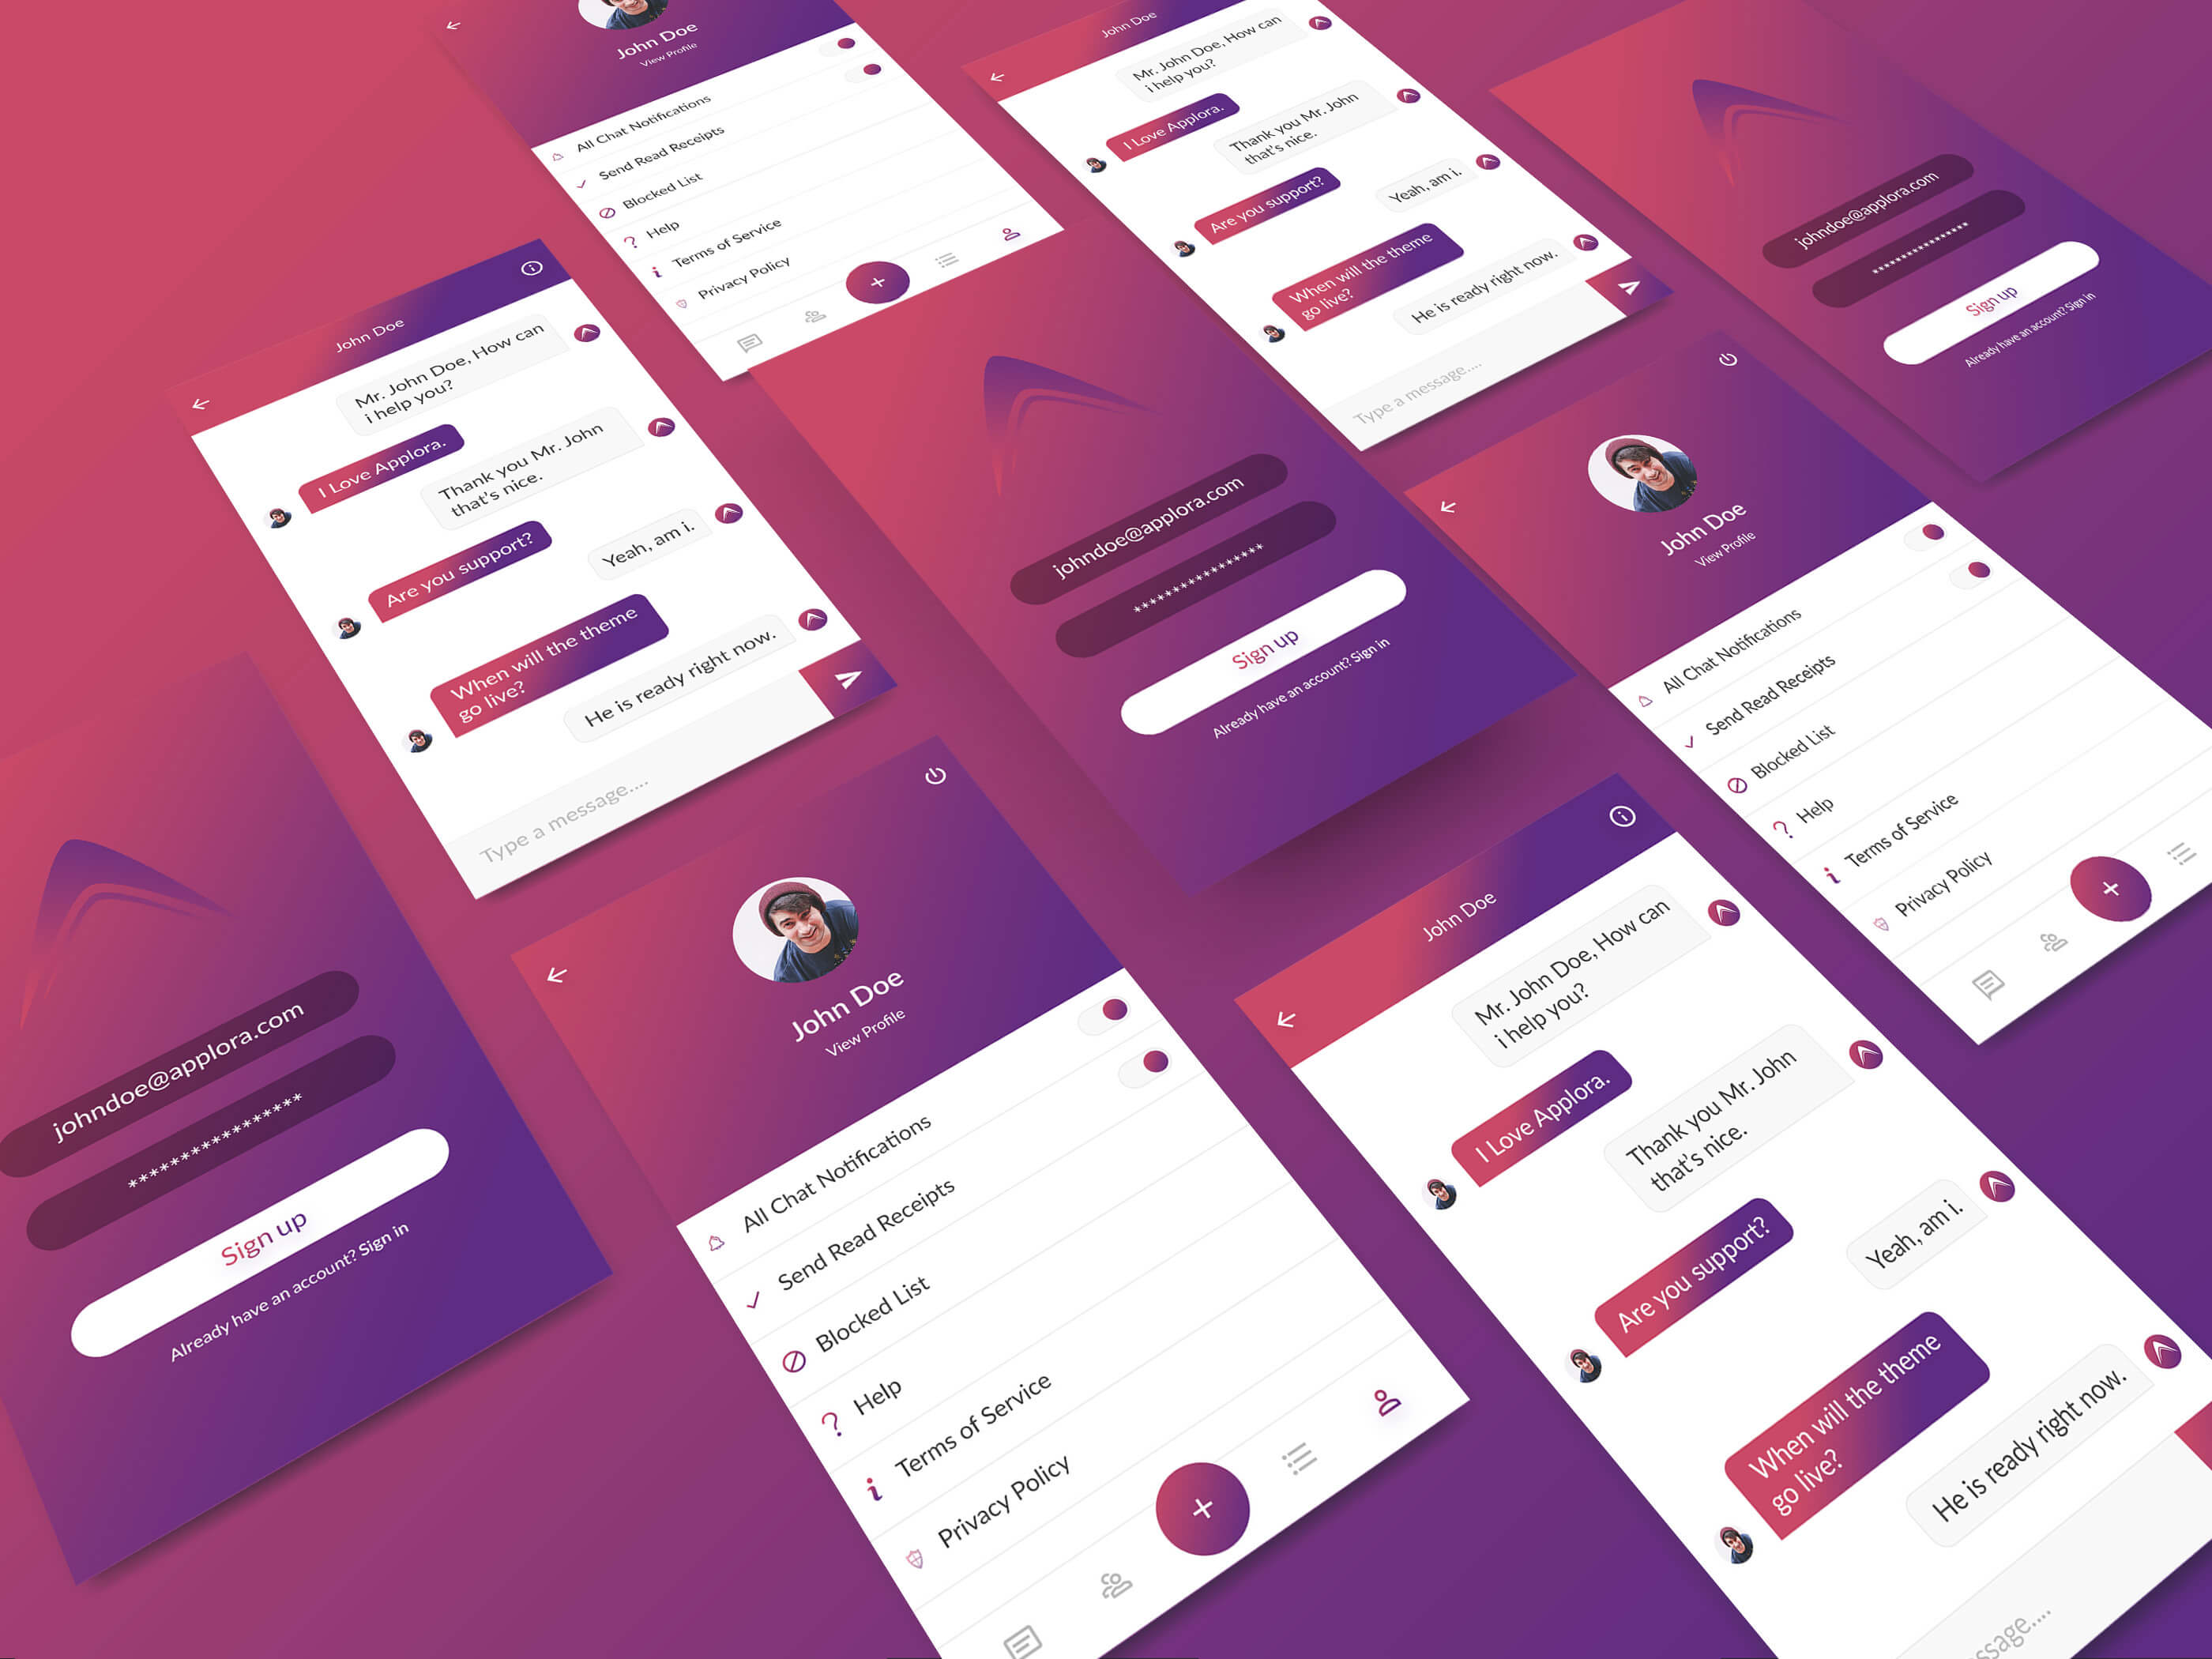 John Doe
View Profile
All Chat Notifications
Send Read Receipts
Blocked List
Help
Terms of Service
Privacy Policy
John Doe
Mr. John Doe, How can
i help you?
I Love Applora.
Thank you Mr. John
that's nice.
Are you support?
Yeah, am i.
When will the theme
go live?
He is ready right now.
Type a message....
johndoe@applora.com
*****************
Sign up
Already have an account? Sign in
John Doe
Mr. John Doe, How can
i help you?
I Love Applora.
Thank you Mr. John
that's nice.
Are you support?
Yeah, am i.
When will the theme
go live?
He is ready right now.
Type a message....
johndoe@applora.com
*****************
Sign up
Already have an account? Sign in
John Doe
View Profile
All Chat Notifications
Send Read Receipts
Blocked List
Help
Terms of Service
Privacy Policy
johndoe@applora.com
*****************
Sign up
Already have an account? Sign in
John Doe
View Profile
All Chat Notifications
Send Read Receipts
Blocked List
Help
Terms of Service
Privacy Policy
John Doe
Mr. John Doe, How can
i help you?
I Love Applora.
Thank you Mr. John
that's nice.
Are you support?
Yeah, am i.
When will the theme
go live?
He is ready right now.
ssage....